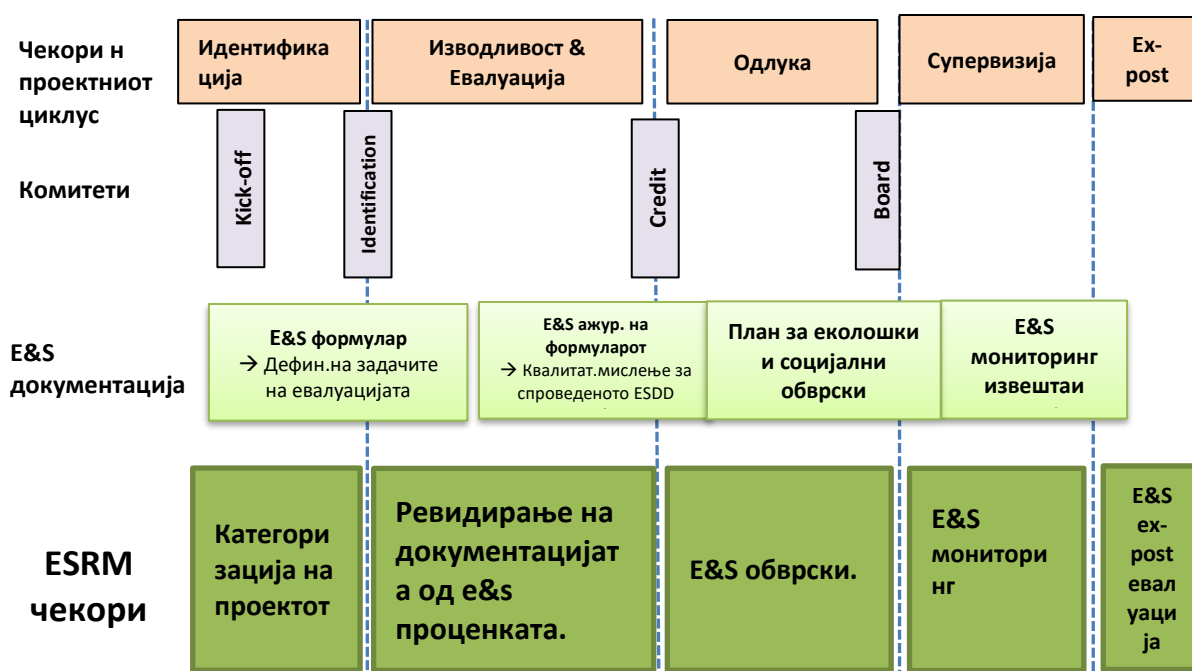 Чекори н
проектниот
циклус
Идентифика
ција
Изводливост &
Евалуација
Одлука
Супервизија
Ex-
post
Комитети
Kick-off
Identification
Credit
Board
E&S
документација
E&S формулар
→ Дефин.на задачите
на евалуацијата
E&S ажур. на
формуларот
→ Квалитат.мислење за
спроведеното ESDD
План за еколошки
и социјални
обврски
E&S
мониторинг
извештаи
ESRM
чекори
Категори
зација на
проектот
Ревидирање на
документацијат
а од e&s
проценката.
E&S обврски.
E&S
монитори
нг
E&S
ex-
post
евал
уаци
ја